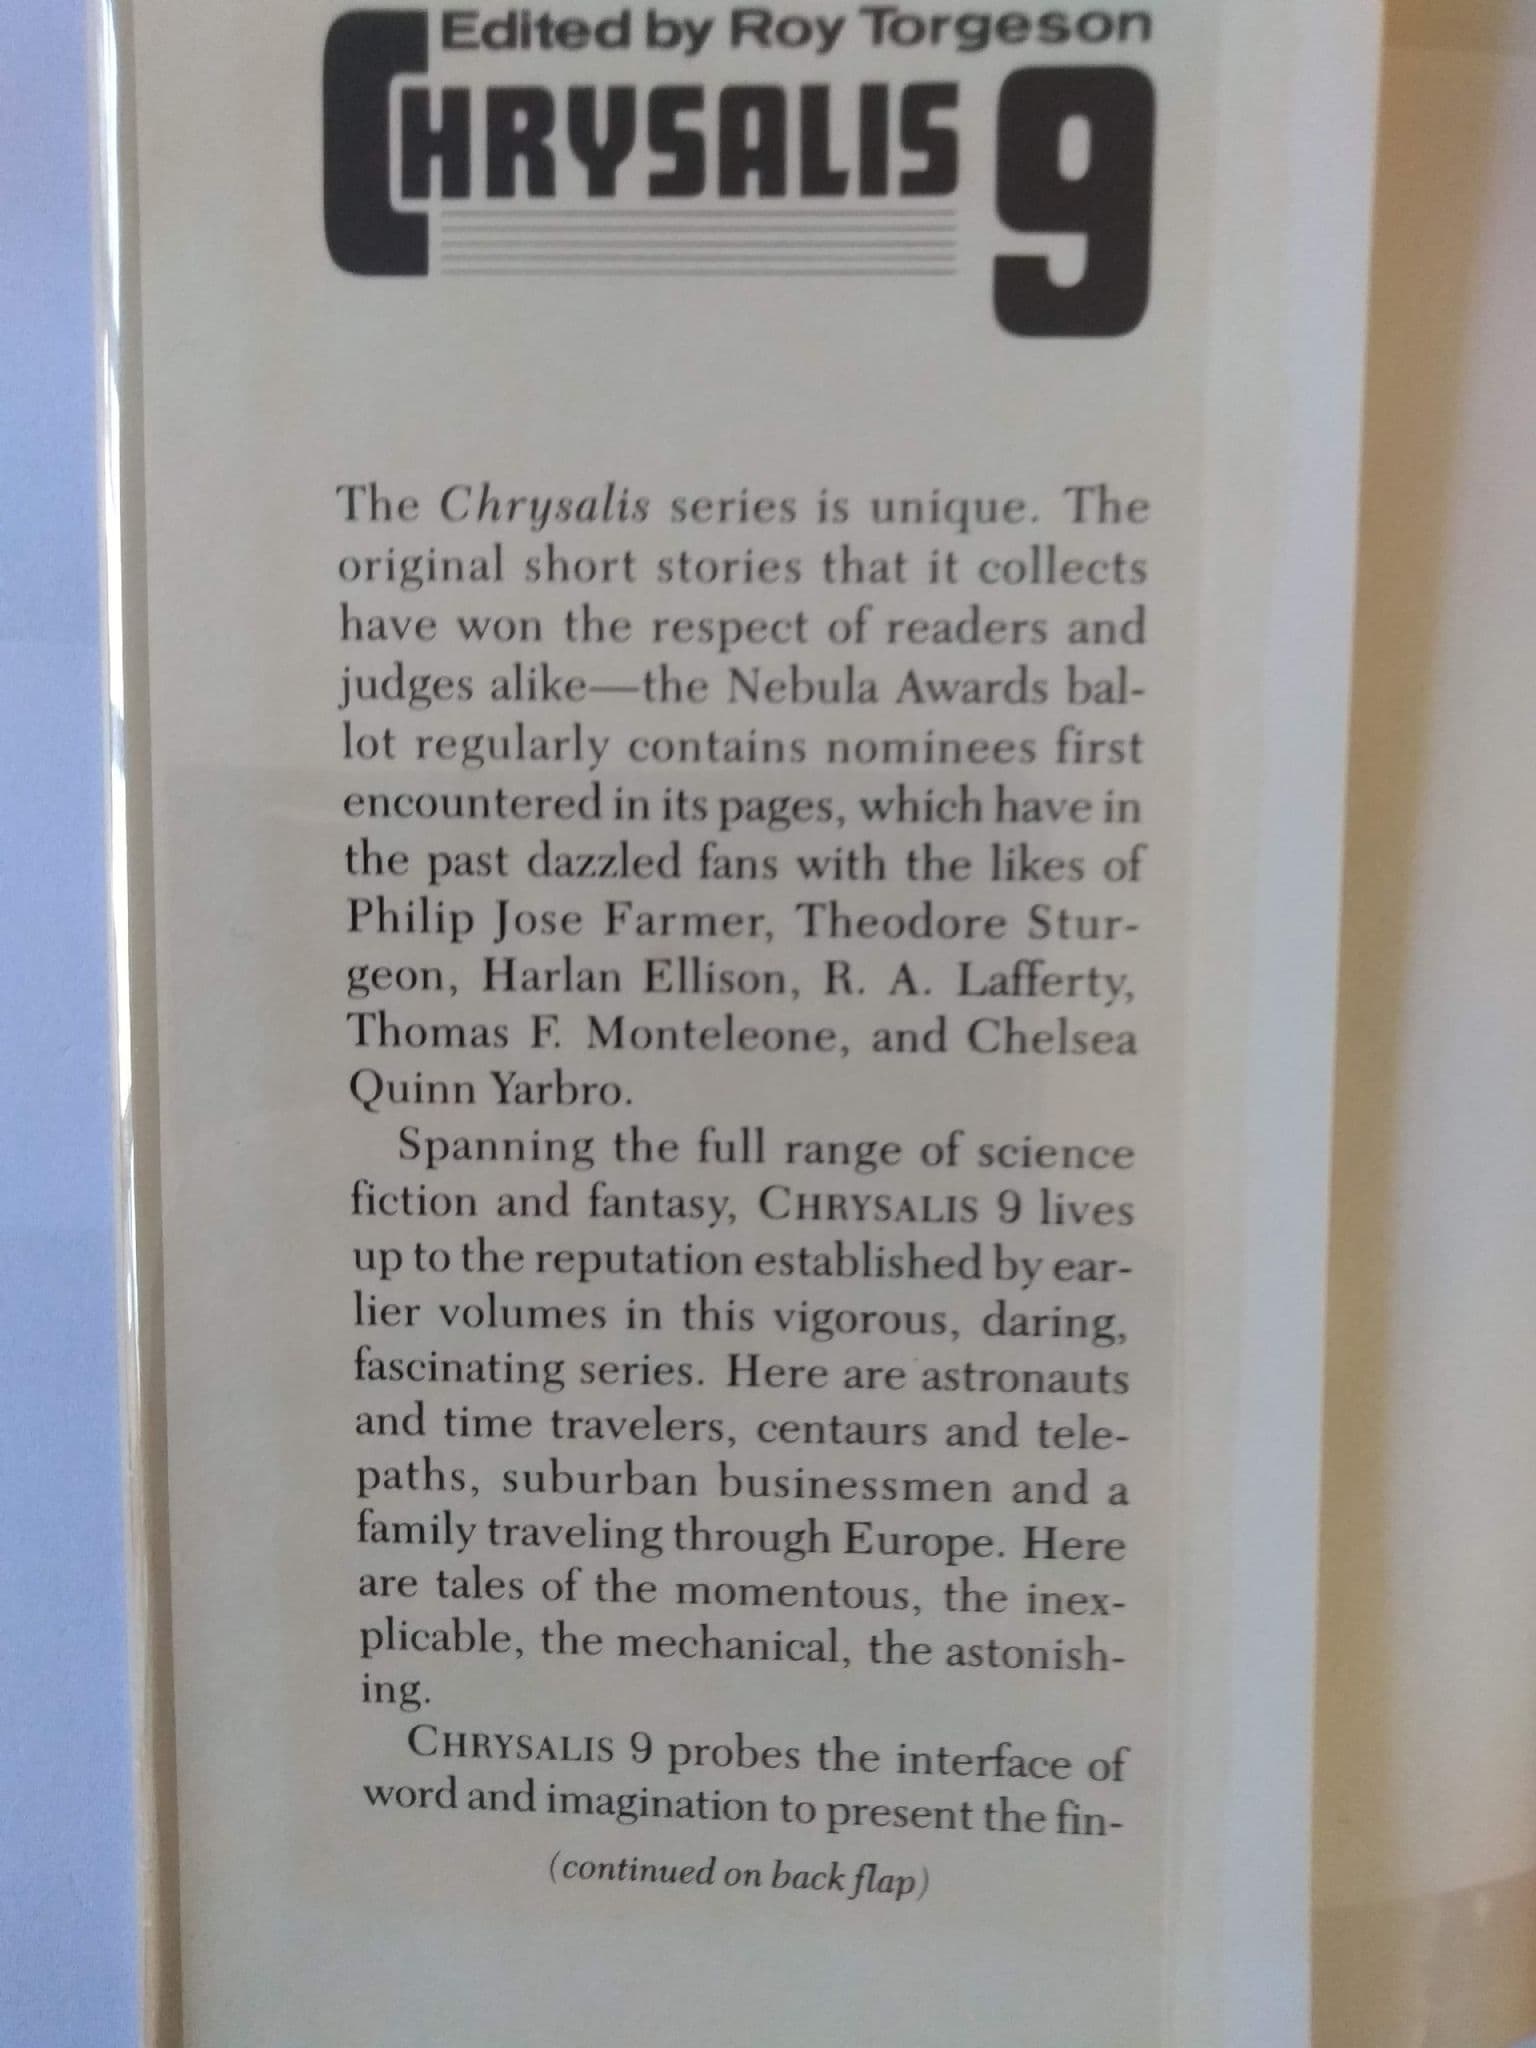 Edited by Roy Torgeson
CHRYSALIS 9
The Chrysalis series is unique. The
original short stories that it collects
have won the respect of readers and
judges alike—the Nebula Awards bal-
lot regularly contains nominees first
encountered in its pages, which have in
the past dazzled fans with the likes of
Philip Jose Farmer, Theodore Stur-
geon, Harlan Ellison, R. A. Lafferty,
Thomas F. Monteleone, and Chelsea
Quinn Yarbro.
Spanning the full range of science
fiction and fantasy, CHRYSALIS 9 lives
up to the reputation established by ear-
lier volumes in this vigorous, daring,
fascinating series. Here are astronauts
and time travelers, centaurs and tele-
paths, suburban businessmen and a
family traveling through Europe. Here
are tales of the momentous, the inex-
plicable, the mechanical, the astonish-
ing.
CHRYSALIS 9 probes the interface of
word and imagination to present the fin-
(continued on back flap)